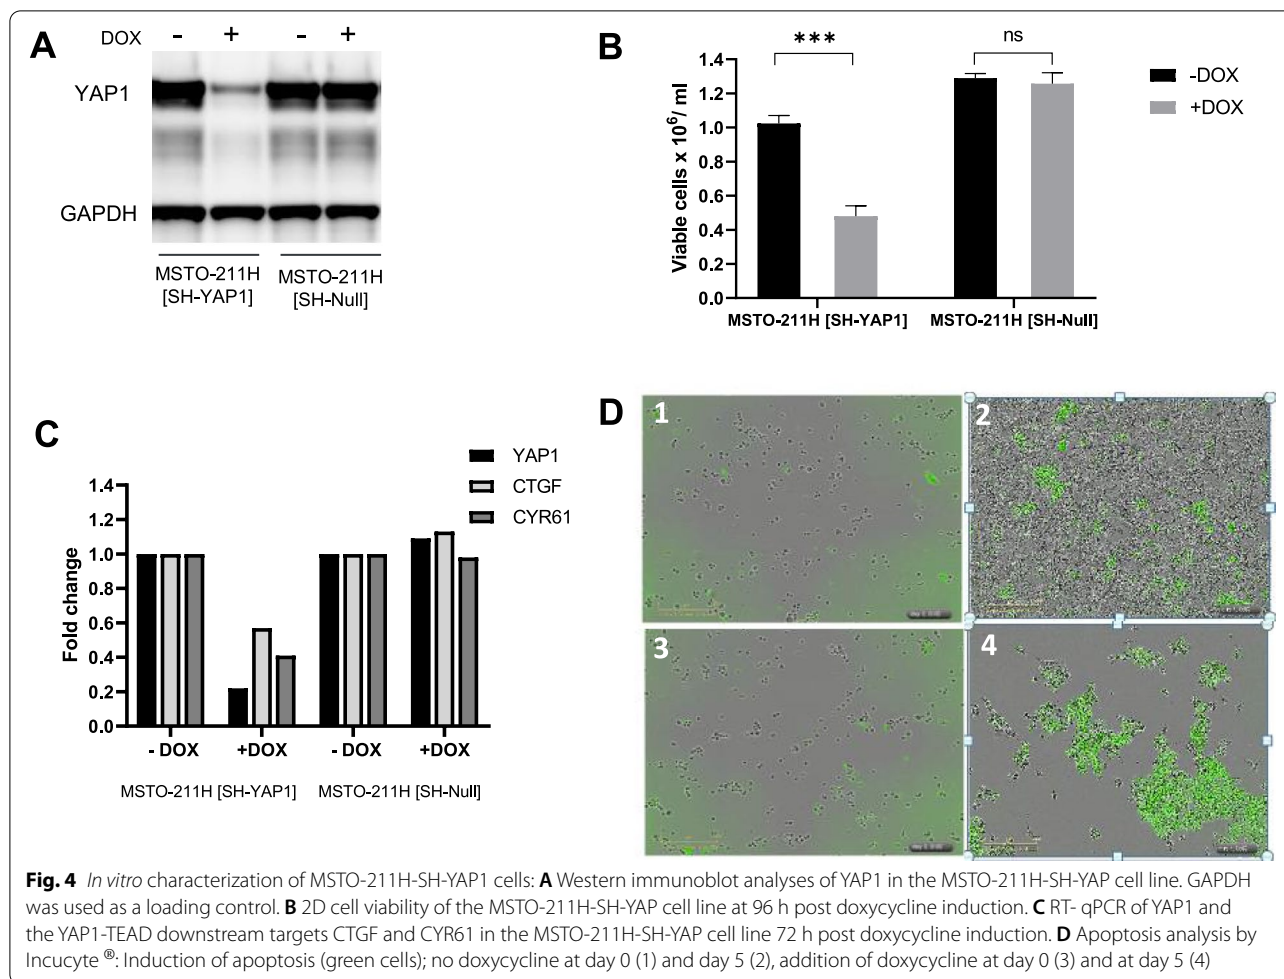 A
DOX - + - +
YAP1
GAPDH
MSTO-211H
[SH-YAP1]
MSTO-211H
[SH-Null]
B
*** ns
-DOX
+DOX
Viable cells x 10⁶/ ml
1.4
1.2
1.0
0.8
0.6
0.4
0.2
0.0
MSTO-211H [SH-YAP1] MSTO-211H [SH-Null]
C
YAP1
CTGF
CYR61
Fold change
1.4
1.2
1.0
0.8
0.6
0.4
0.2
0.0
- DOX +DOX - DOX +DOX
MSTO-211H [SH-YAP1] MSTO-211H [SH-Null]
D
1
2
3
4
Fig. 4 In vitro characterization of MSTO-211H-SH-YAP1 cells: A Western immunoblot analyses of YAP1 in the MSTO-211H-SH-YAP cell line. GAPDH
was used as a loading control. B 2D cell viability of the MSTO-211H-SH-YAP cell line at 96 h post doxycycline induction. C RT- qPCR of YAP1 and
the YAP1-TEAD downstream targets CTGF and CYR61 in the MSTO-211H-SH-YAP cell line 72 h post doxycycline induction. D Apoptosis analysis by
Incucyte ®: Induction of apoptosis (green cells); no doxycycline at day 0 (1) and day 5 (2), addition of doxycycline at day 0 (3) and at day 5 (4)